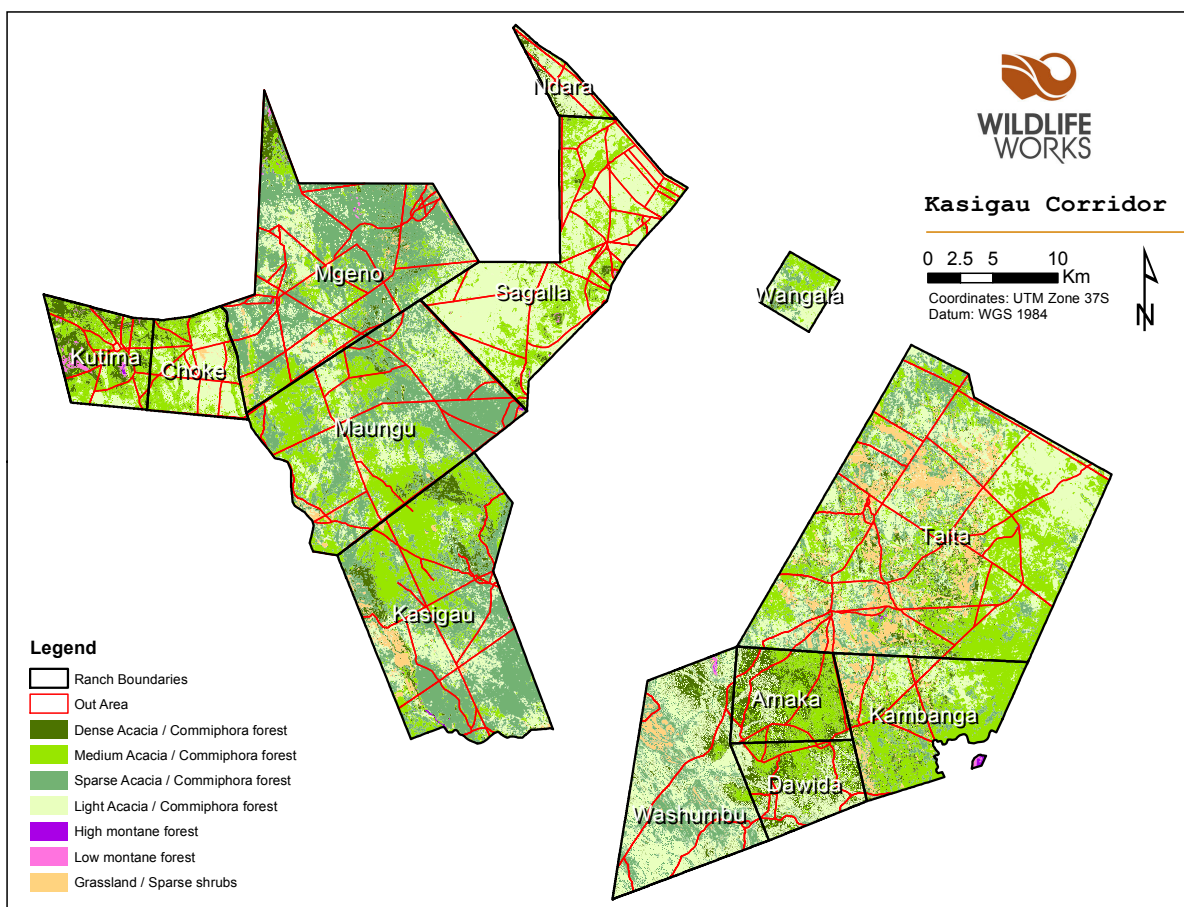 WILDLIFE
WORKS
Kasigau Corridor
0 2.5 5 10
Km
Coordinates: UTM Zone 37S
Datum: WGS 1984
N
Ndara
Mgeno
Sagalla
Wangala
Kutima
Choke
Maungu
Taita
Kasigau
Amaka
Kambanga
Dawida
Washumbu
Legend
Ranch Boundaries
Out Area
Dense Acacia / Commiphora forest
Medium Acacia / Commiphora forest
Sparse Acacia / Commiphora forest
Light Acacia / Commiphora forest
High montane forest
Low montane forest
Grassland / Sparse shrubs